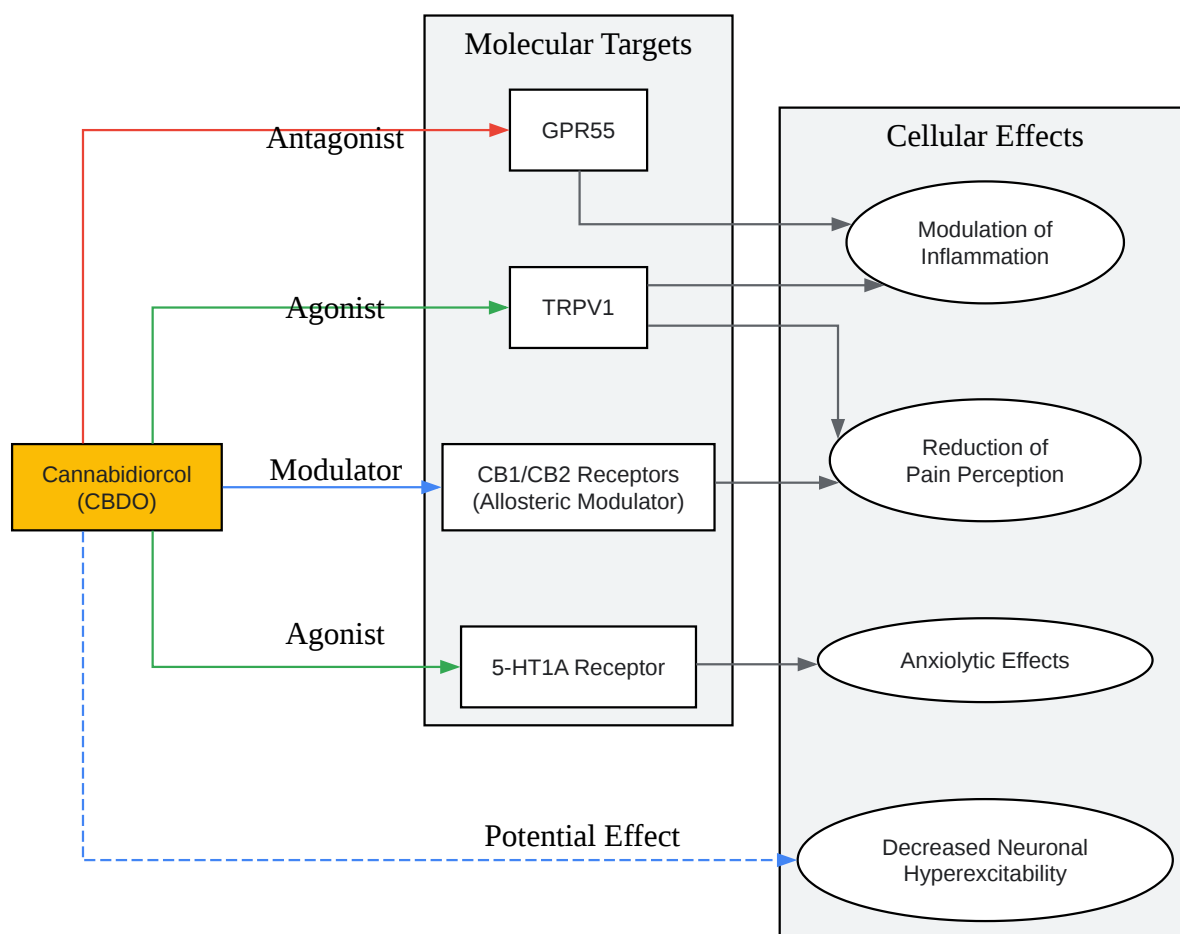 Molecular Targets
GPR55
Antagonist
Cellular Effects
Modulation of
Inflammation
TRPV1
Agonist
Cannabidiorcol
(CBDO)
Modulator
CB1/CB2 Receptors
(Allosteric Modulator)
Reduction of
Pain Perception
Agonist
5-HT1A Receptor
Anxiolytic Effects
Potential Effect
Decreased Neuronal
Hyperexcitability